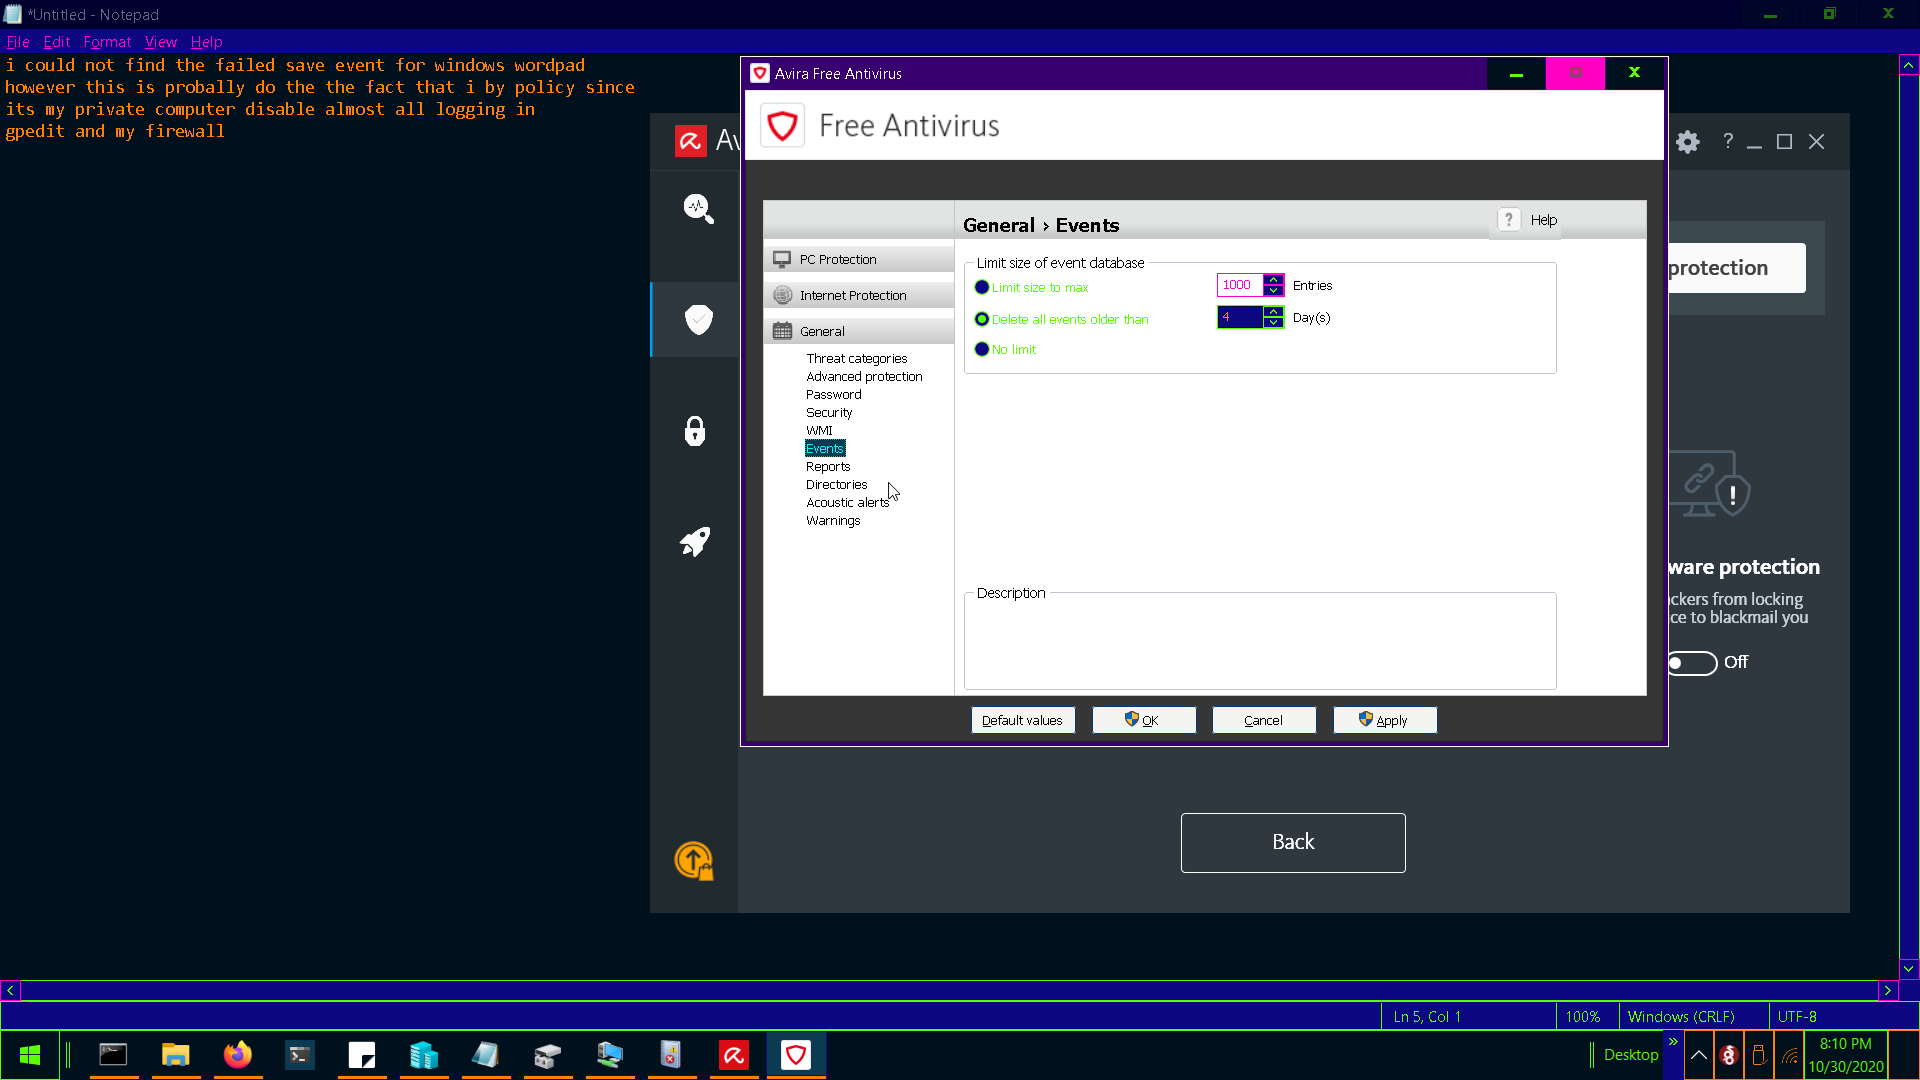 *Untitled - Notepad
File Edit Format View Help
i could not find the failed save event for windows wordpad
however this is probally do the the fact that i by policy since
its my private computer disable almost all logging in
gpedit and my firewall
Avira Free Antivirus
Free Antivirus
Av
?
General › Events
? Help
PC Protection
Internet Protection
General
Threat categories
Advanced protection
Password
Security
WMI
Events
Reports
Directories
Acoustic alerts
Warnings
Limit size of event database
Limit size to max 1000 Entries
Delete all events older than 4 Day(s)
No limit
Description
Default values
OK
Cancel
Apply
protection
ware protection
ackers from locking
ce to blackmail you
Off
Back
Ln 5, Col 1
100%
Windows (CRLF)
UTF-8
Desktop
8:10 PM
10/30/2020